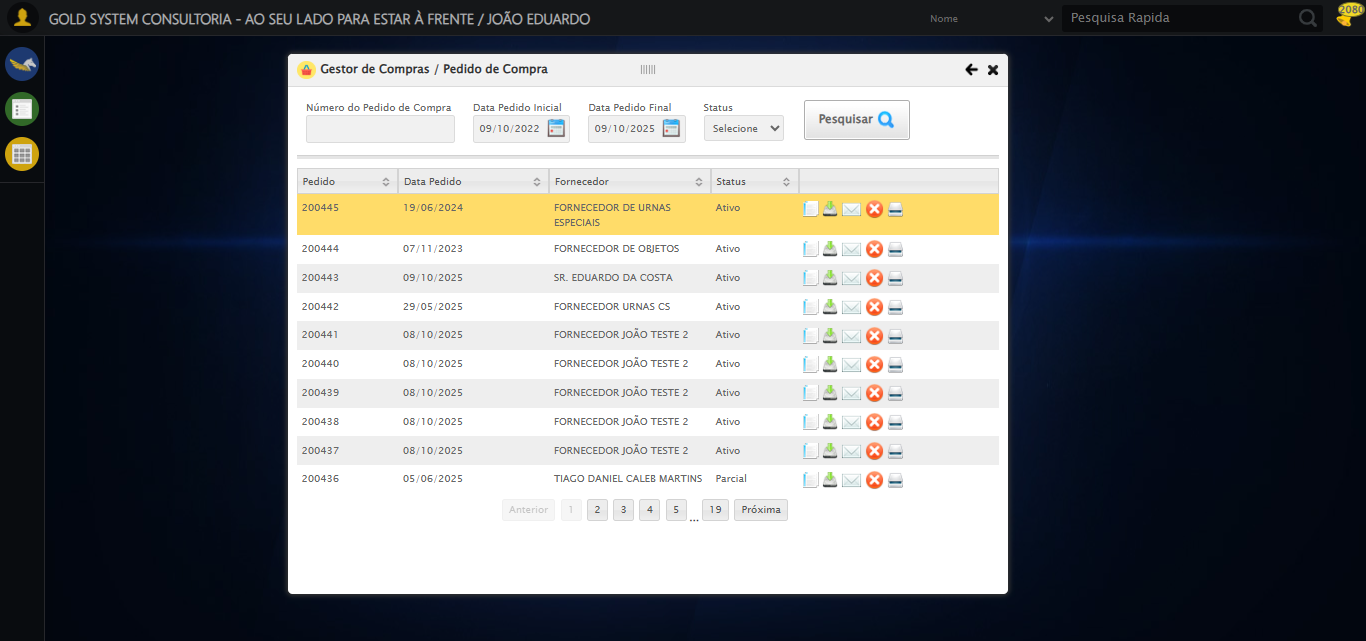 GOLD SYSTEM CONSULTORIA - AO SEU LADO PARA ESTAR À FRENTE / JOÃO EDUARDO
Nome
Pesquisa Rapida
2080
Gestor de Compras / Pedido de Compra
Número do Pedido de Compra
Data Pedido Inicial
Data Pedido Final
Status
09/10/2022
09/10/2025
Selecione
Pesquisar
Pedido Data Pedido Fornecedor Status
200445 19/06/2024 FORNECEDOR DE URNAS Ativo
ESPECIAIS
200444 07/11/2023 FORNECEDOR DE OBJETOS Ativo
200443 09/10/2025 SR. EDUARDO DA COSTA Ativo
200442 29/05/2025 FORNECEDOR URNAS CS Ativo
200441 08/10/2025 FORNECEDOR JOÃO TESTE 2 Ativo
200440 08/10/2025 FORNECEDOR JOÃO TESTE 2 Ativo
200439 08/10/2025 FORNECEDOR JOÃO TESTE 2 Ativo
200438 08/10/2025 FORNECEDOR JOÃO TESTE 2 Ativo
200437 08/10/2025 FORNECEDOR JOÃO TESTE 2 Ativo
200436 05/06/2025 TIAGO DANIEL CALEB MARTINS Parcial
Anterior 1 2 3 4 5 ... 19 Próxima